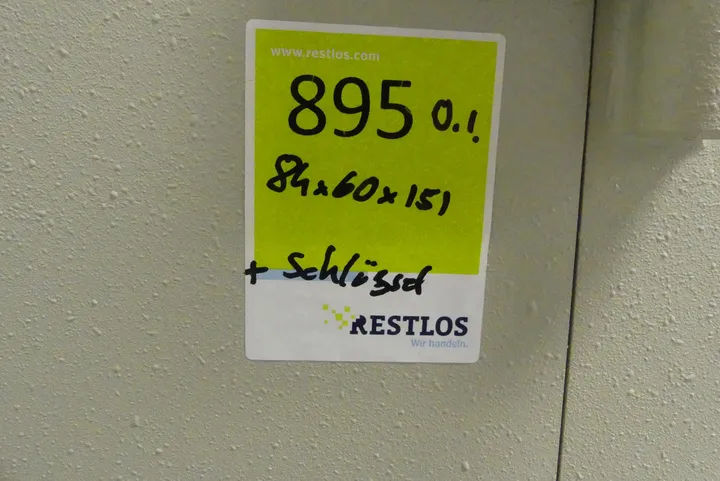 www.restlos.com
895 O.!
84x60x151
+ Schlüssel
RESTLOS
Wir handeln.